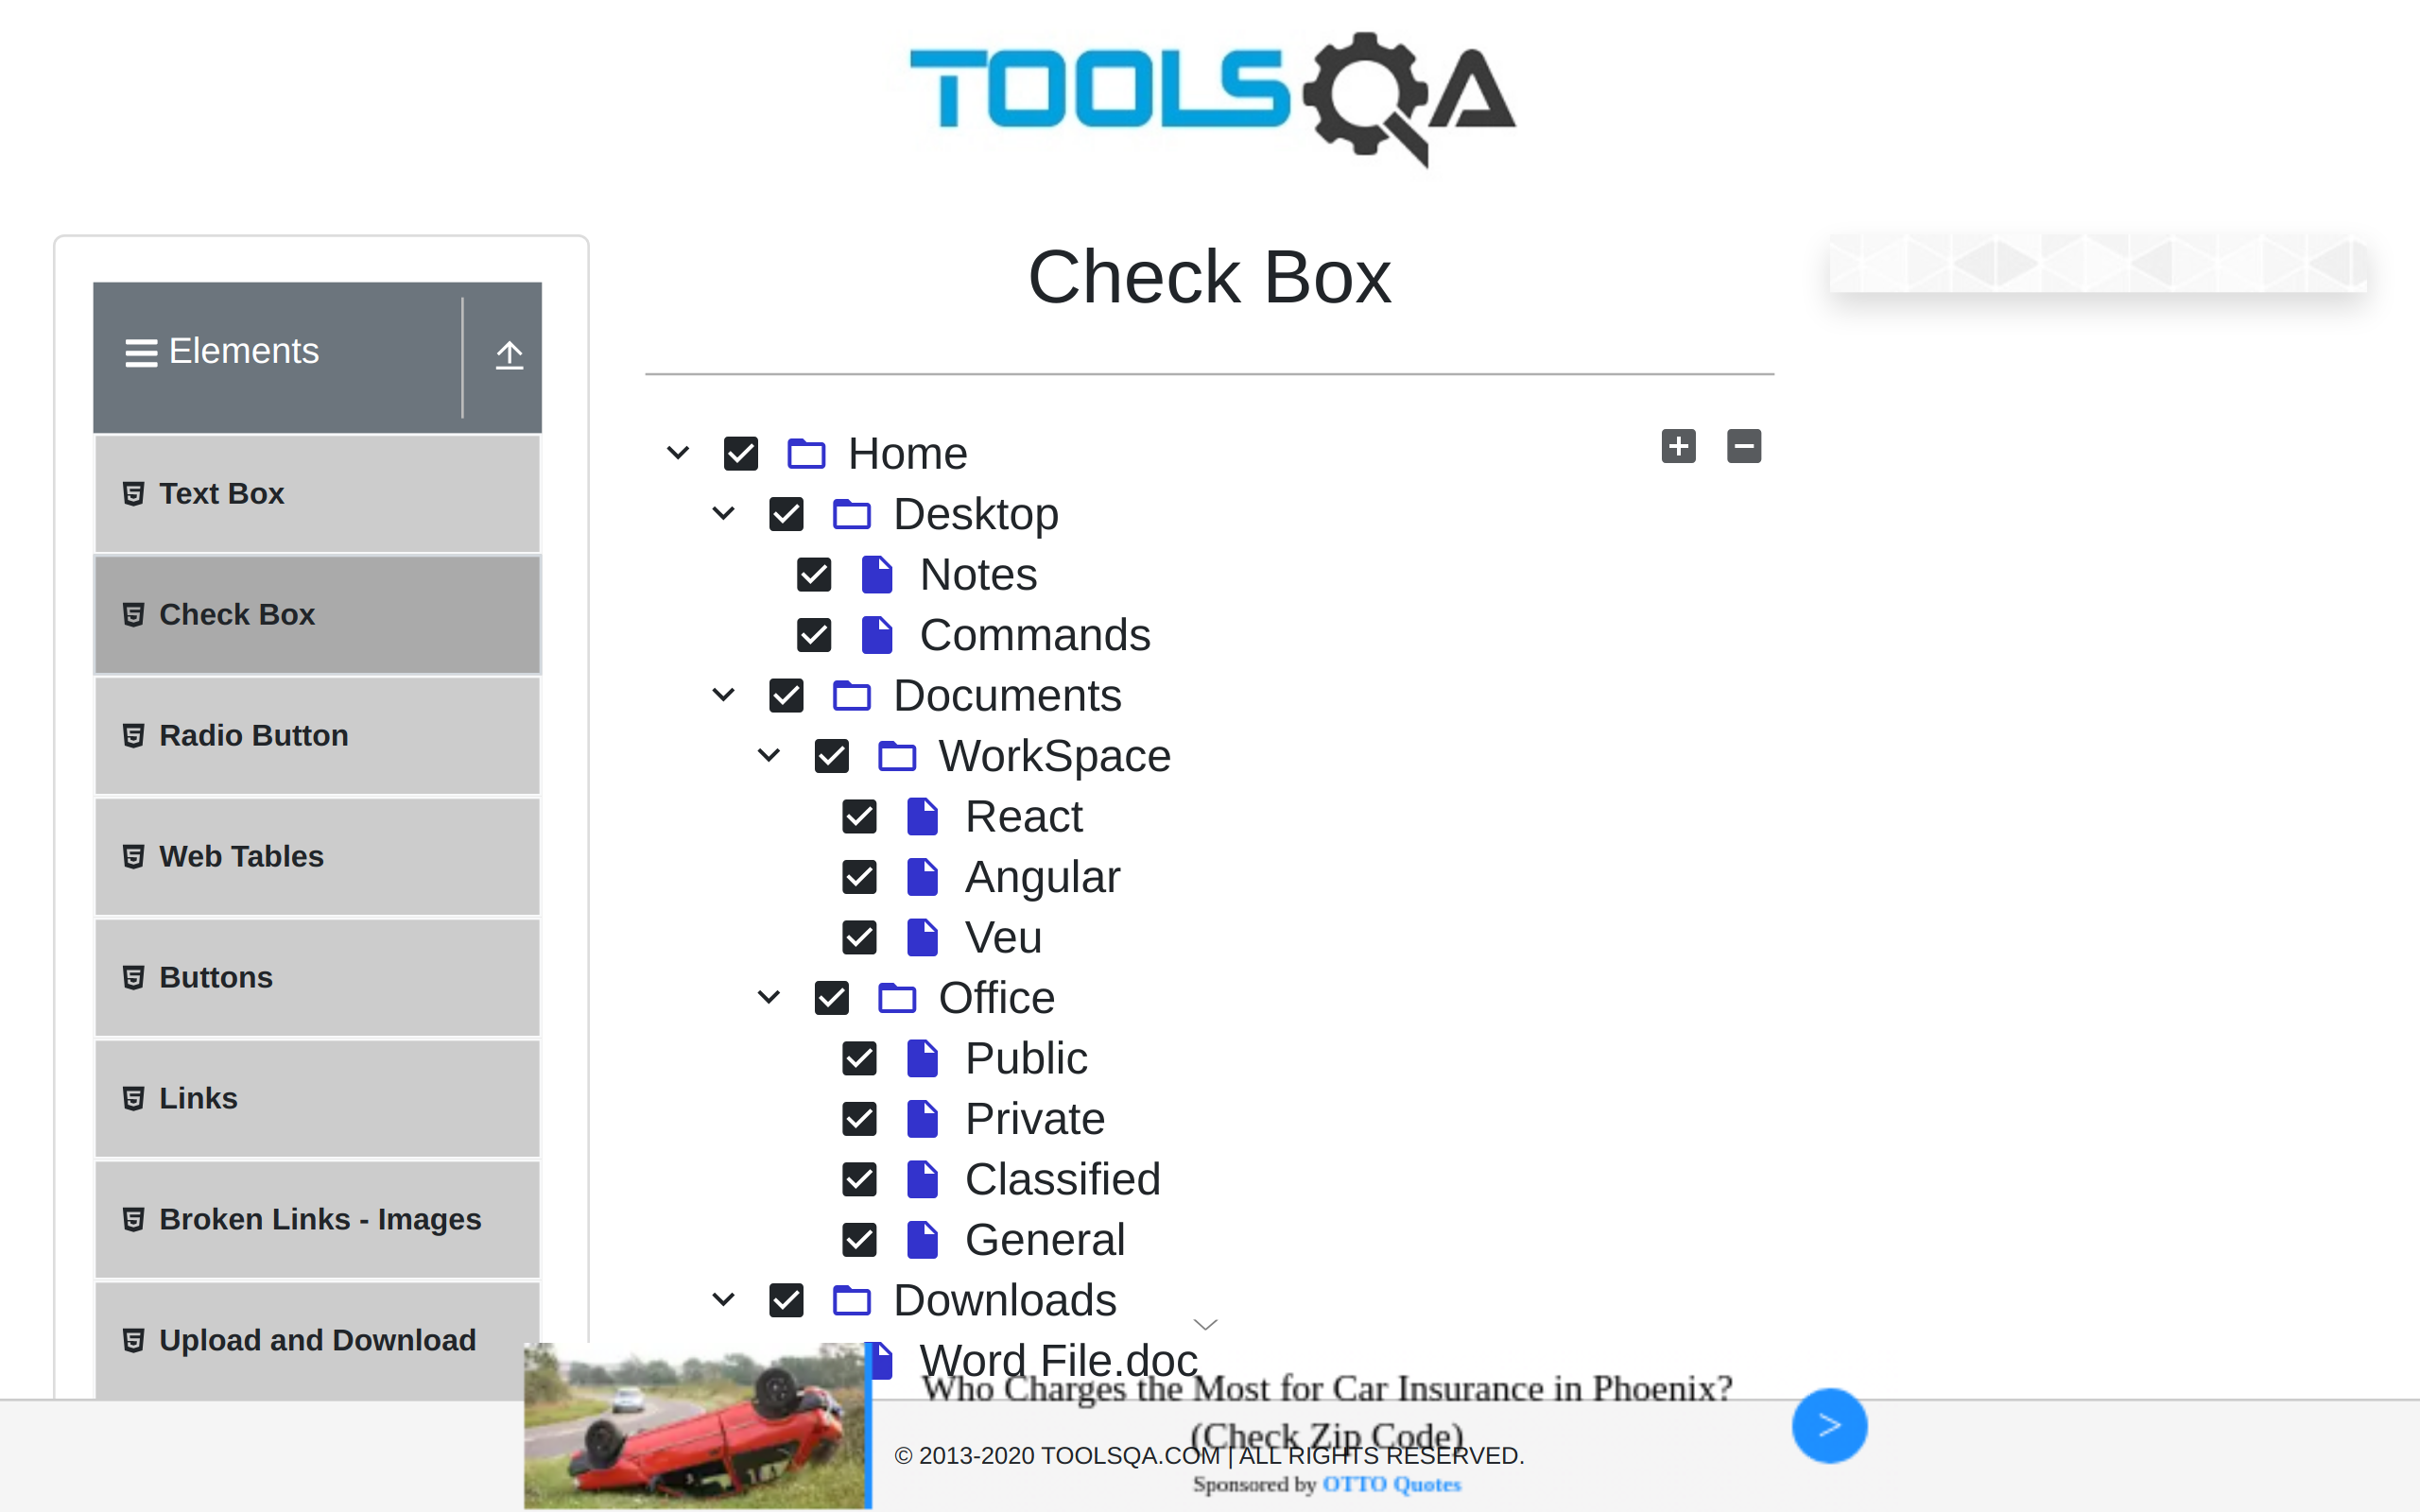 TOOLSQA
Check Box
Elements
Text Box
Check Box
Radio Button
Web Tables
Buttons
Links
Broken Links - Images
Upload and Download
Home
Desktop
Notes
Commands
Documents
WorkSpace
React
Angular
Veu
Office
Public
Private
Classified
General
Downloads
Word File.doc
Who Charges the Most for Car Insurance in Phoenix?
(Check Zip Code)
© 2013-2020 TOOLSQA.COM | ALL RIGHTS RESERVED.
Sponsored by OTTO Quotes